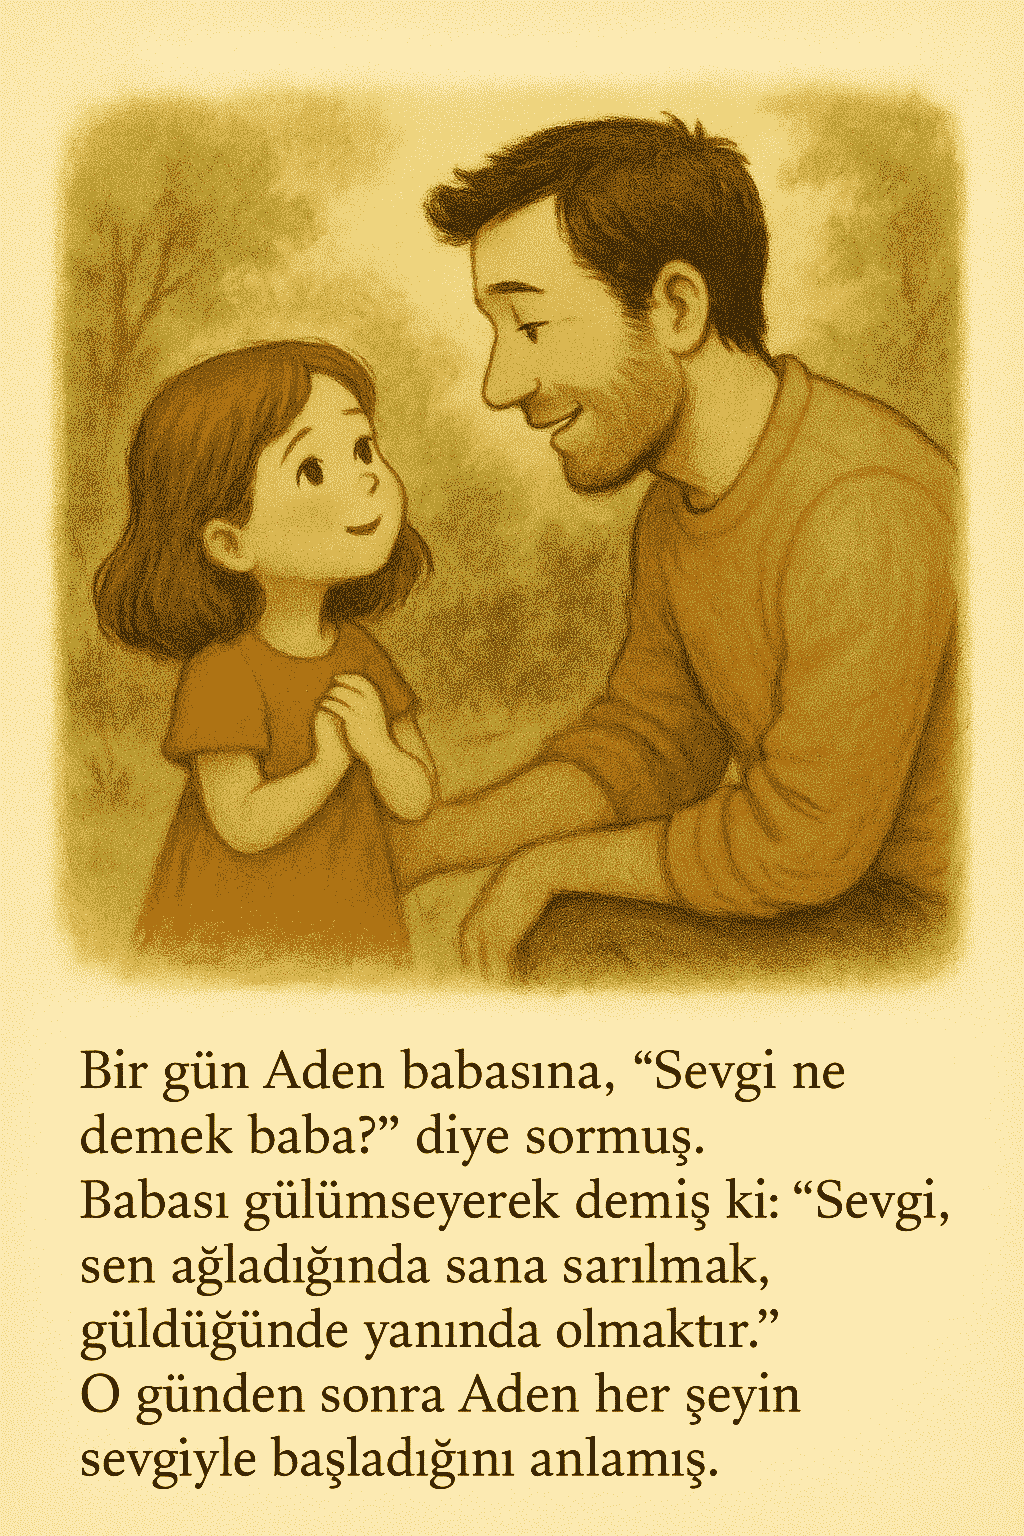 Bir gün Aden babasına, “Sevgi ne
demek baba?” diye sormuş.
Babası gülümseyerek demiş ki: “Sevgi,
sen ağladığında sana sarılmak,
güldüğünde yanında olmaktır.”
O günden sonra Aden her şeyin
sevgiyle başladığını anlamış.